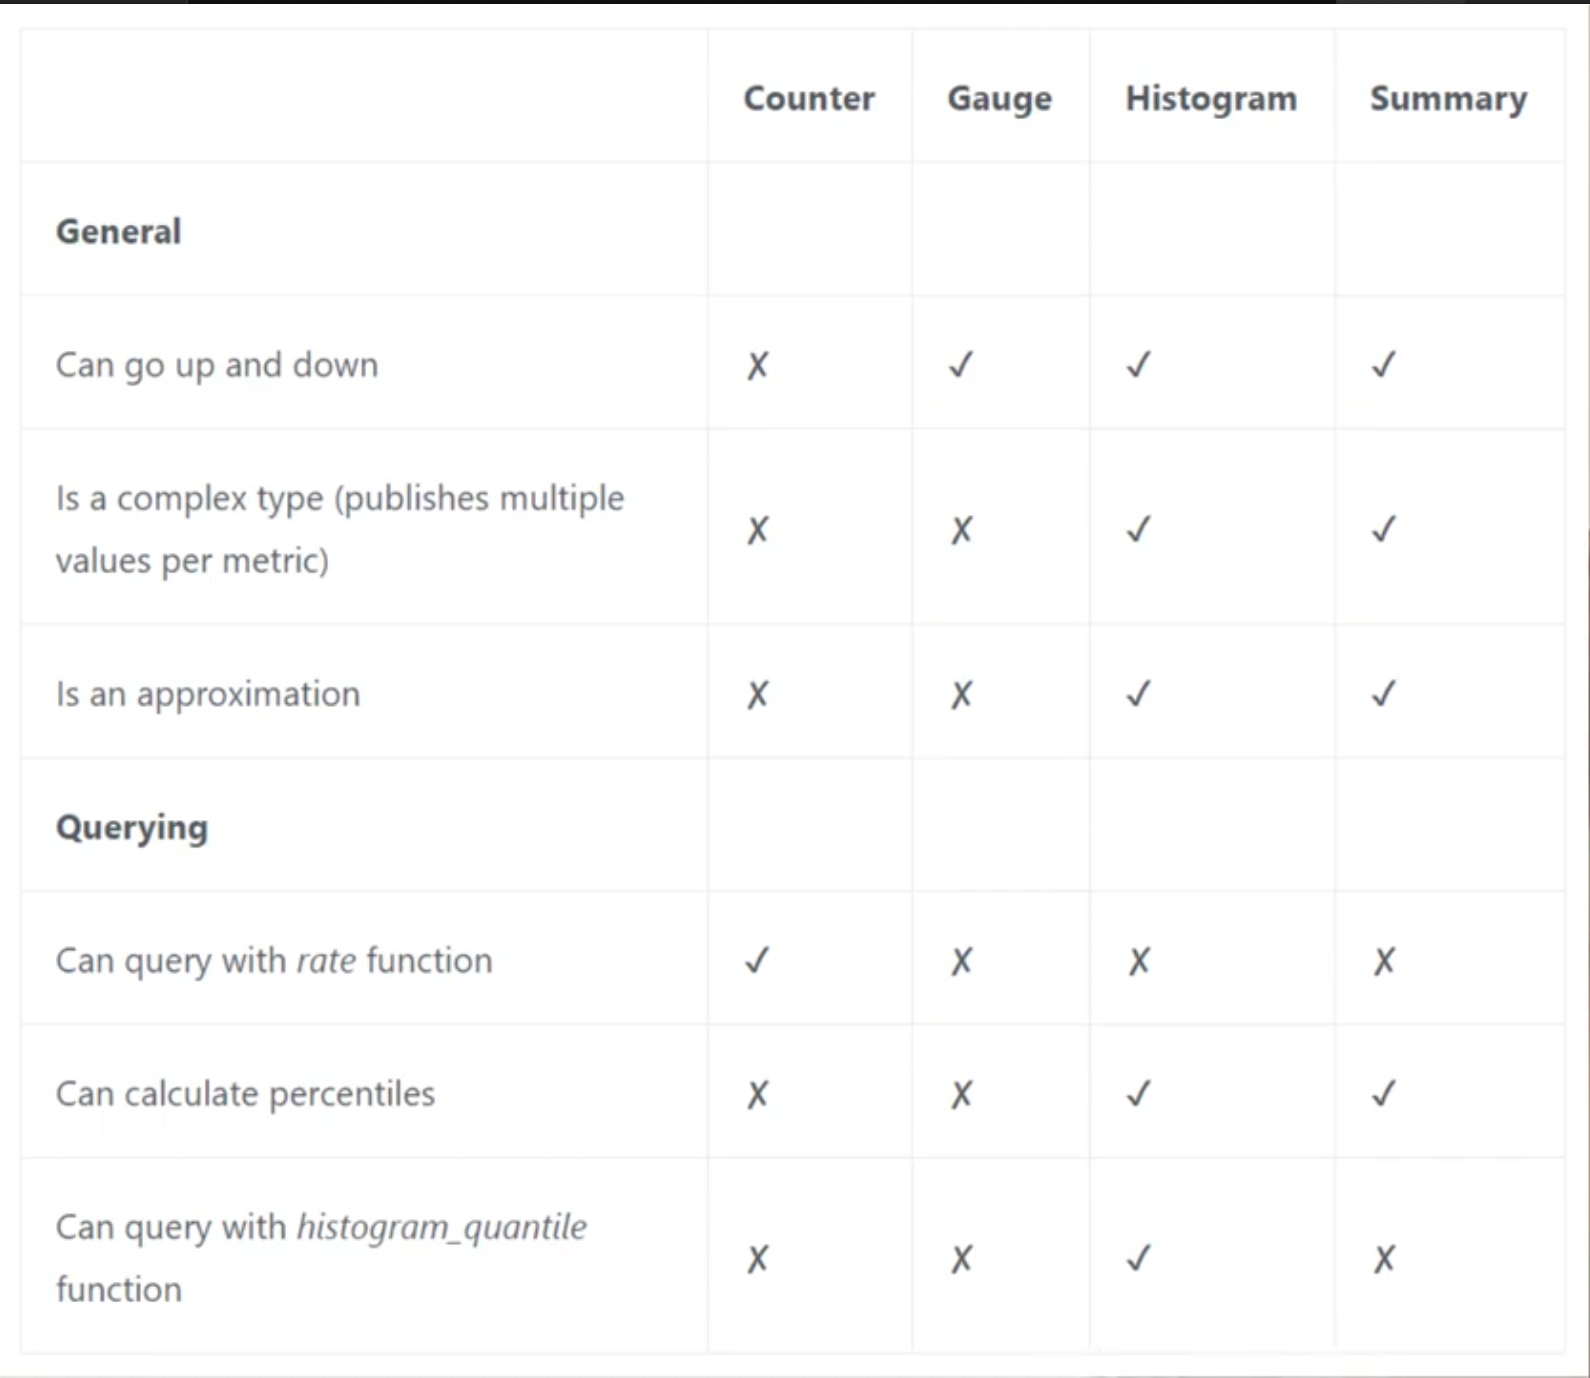 Counter Gauge Histogram Summary
General
Can go up and down ✗ ✓ ✓ ✓
Is a complex type (publishes multiple
values per metric) ✗ ✗ ✓ ✓
Is an approximation ✗ ✗ ✓ ✓
Querying
Can query with rate function ✓ ✗ ✗ ✗
Can calculate percentiles ✗ ✗ ✓ ✓
Can query with histogram_quantile
function ✗ ✗ ✓ ✗